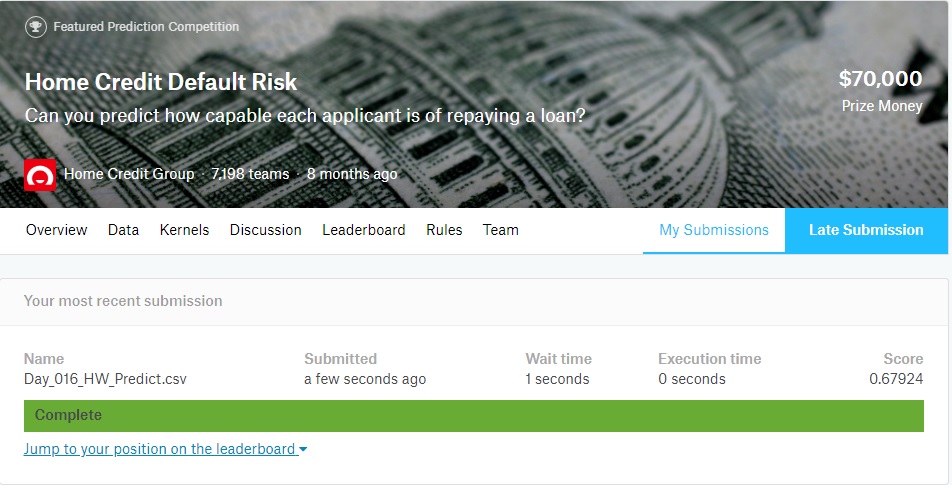 Featured Prediction Competition
Home Credit Default Risk
Can you predict how capable each applicant is of repaying a loan?
$70,000
Prize Money
Home Credit Group · 7,198 teams · 8 months ago
Overview Data Kernels Discussion Leaderboard Rules Team My Submissions Late Submission
Your most recent submission
Name Submitted Wait time Execution time Score
Day_016_HW_Predict.csv a few seconds ago 1 seconds 0 seconds 0.67924
Complete
Jump to your position on the leaderboard